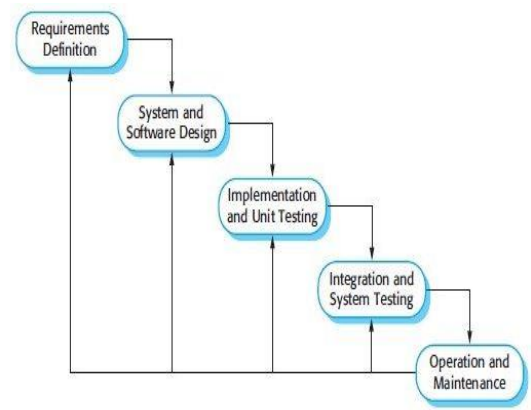 Requirements
Definition
System and
Software Design
Implementation
and Unit Testing
Integration and
System Testing
Operation and
Maintenance